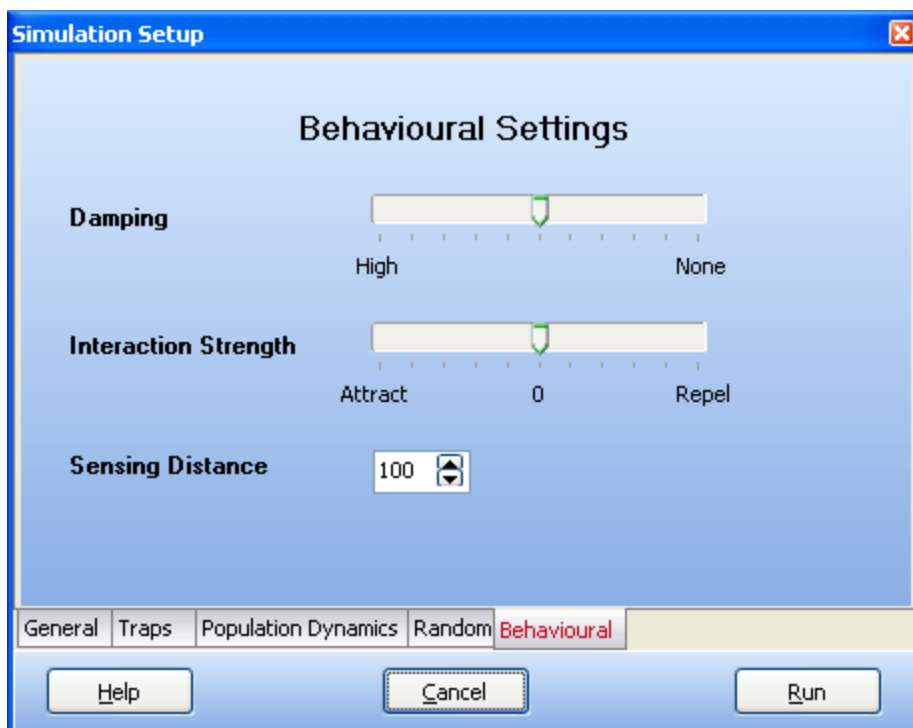 Simulation Setup
Behavioural Settings
Damping
High None
Interaction Strength
Attract 0 Repel
Sensing Distance 100
General Traps Population Dynamics Random Behavioural
Help Cancel Run